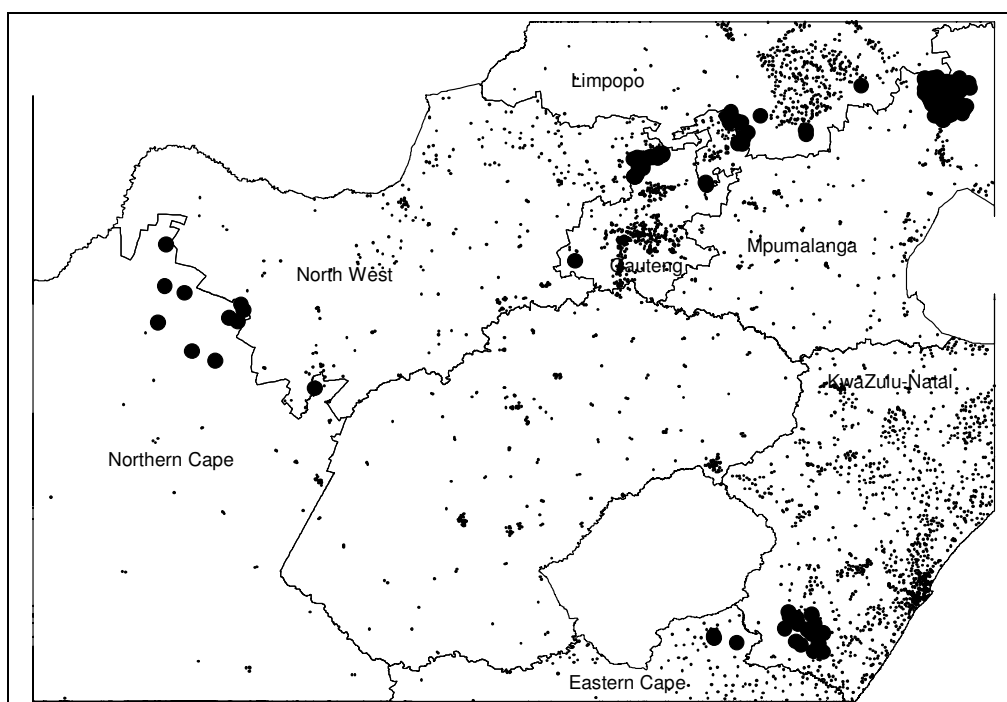 Limpopo
Mpumalanga
Gauteng
North West
KwaZulu-Natal
Northern Cape
Eastern Cape